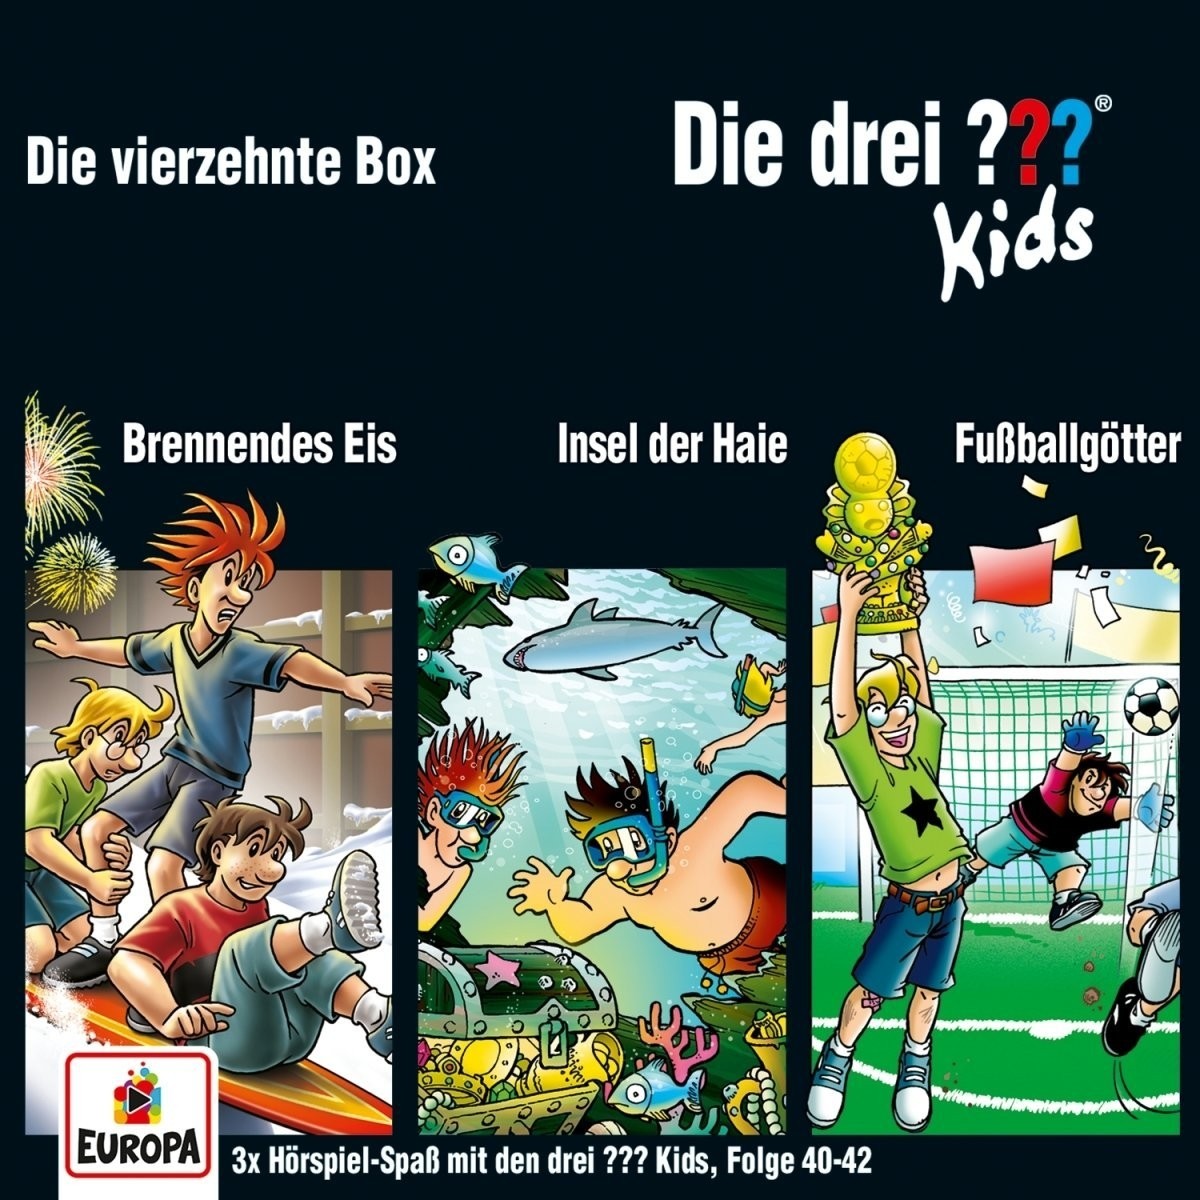 Die vierzehnte Box
Die drei ???®
Kids
Brennendes Eis
Insel der Haie
Fußballgötter
EUROPA
3x Hörspiel-Spaß mit den drei ??? Kids, Folge 40-42